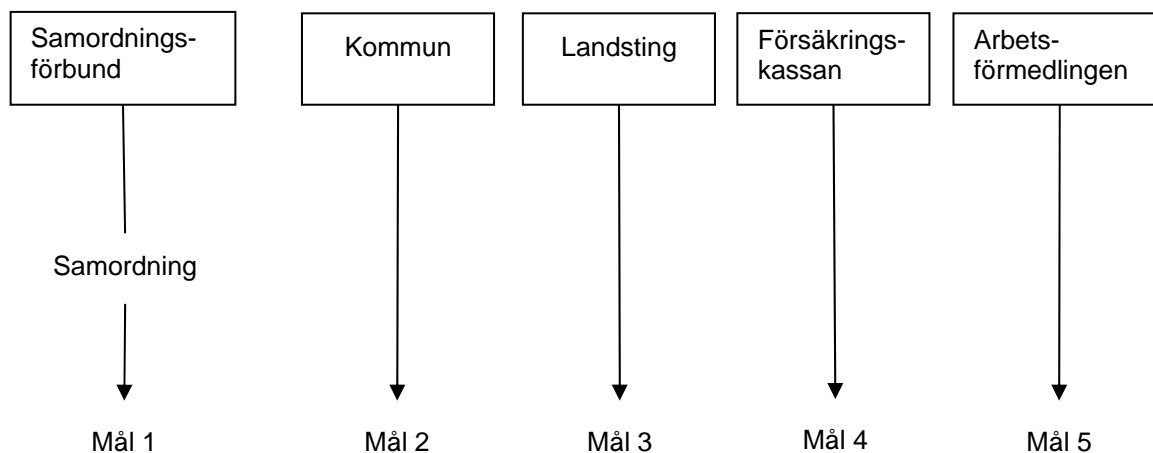 Samordnings-
förbund
Kommun
Landsting
Försäkrings-
kassan
Arbets-
förmedlingen
Samordning
Mål 1
Mål 2
Mål 3
Mål 4
Mål 5